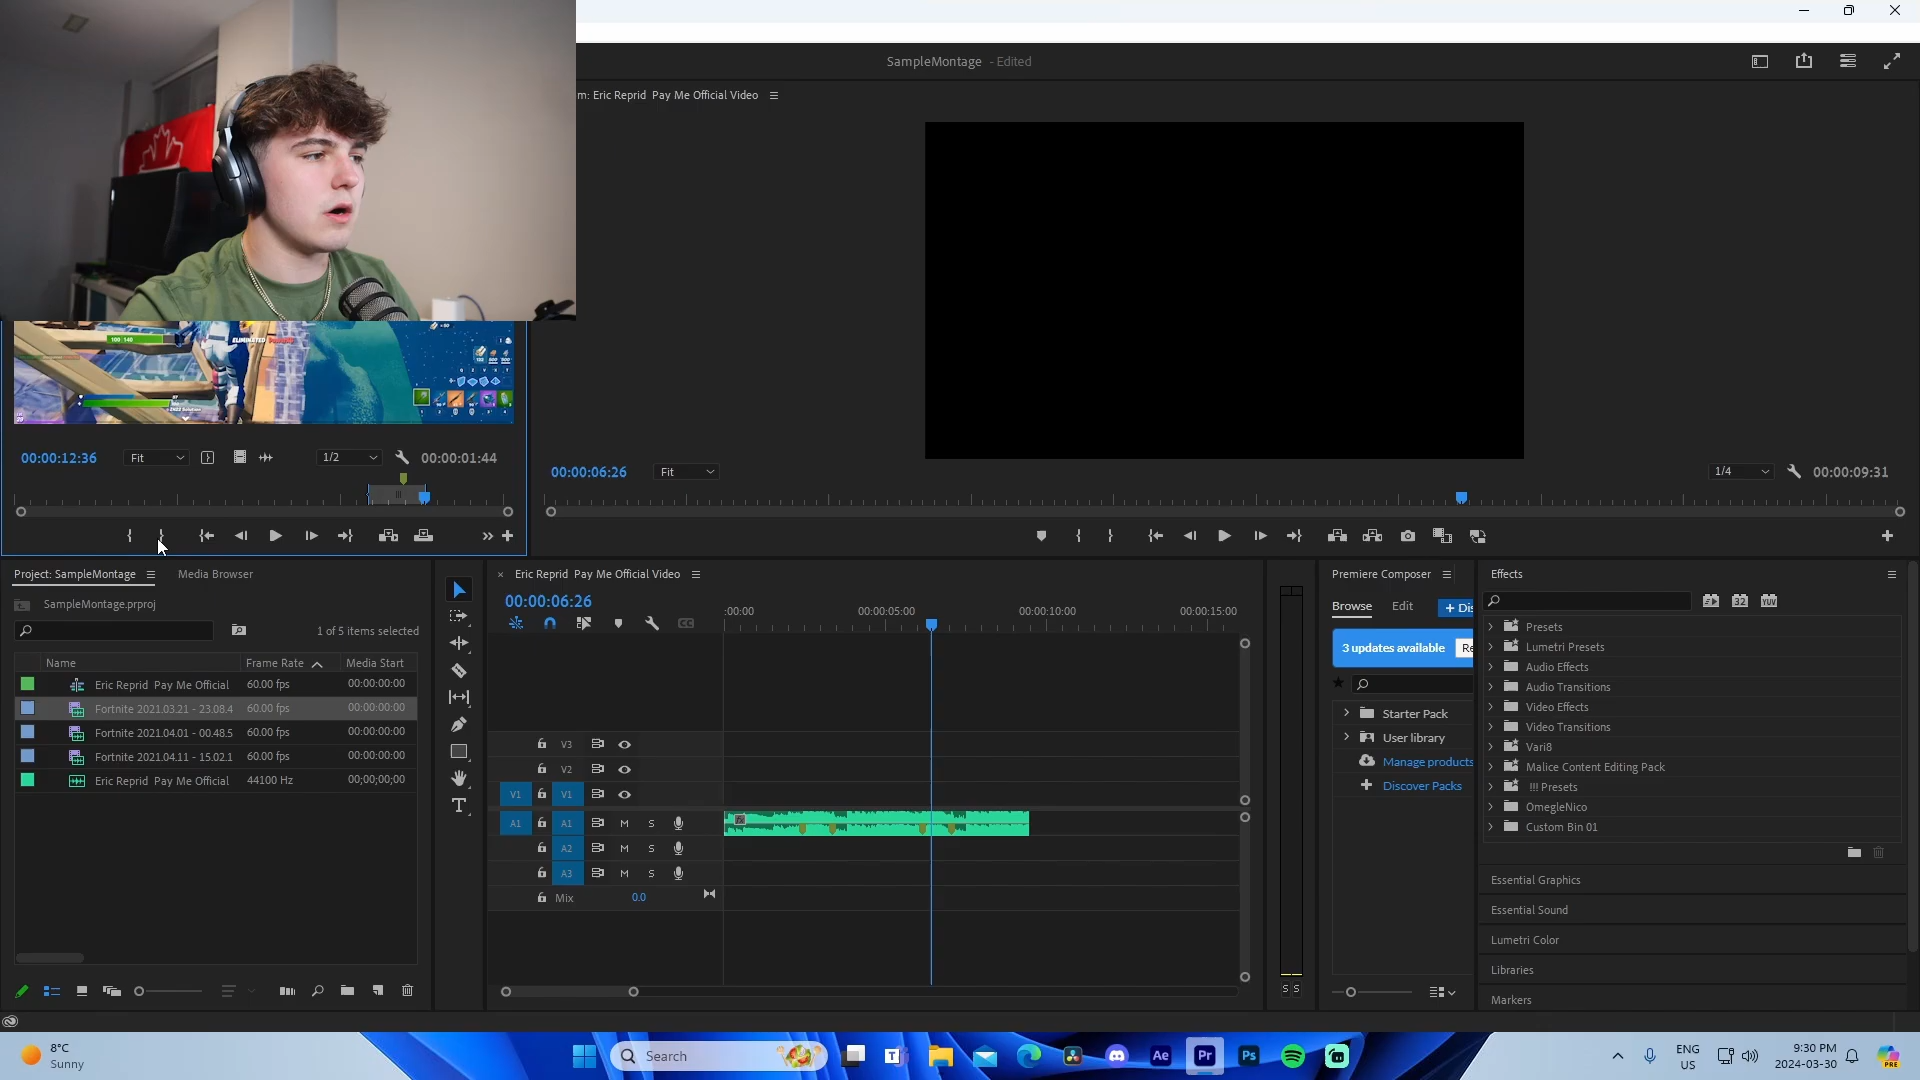 SampleMontage - Edited
m: Eric Reprid Pay Me Official Video
100 | 140
ELIMINATED
00:00:12:36
Fit
1/2
00:00:01:44
00:00:06:26
Fit
1/4
00:00:09:31
Project: SampleMontage
Media Browser
SampleMontage.prproj
1 of 5 items selected
Name
Frame Rate
Media Start
Eric Reprid Pay Me Official
60.00 fps
00:00:00:00
Fortnite 2021.03.21 - 23.08.4
60.00 fps
00:00:00:00
Fortnite 2021.04.01 - 00.48.5
60.00 fps
00:00:00:00
Fortnite 2021.04.11 - 15.02.1
60.00 fps
00:00:00:00
Eric Reprid Pay Me Official
44100 Hz
00;00;00;00
× Eric Reprid Pay Me Official Video
00:00:06:26
:00:00
00:00:05:00
00:00:10:00
00:00:15:00
V3
V2
V1 V1
A1 A1 M S
A2 M S
A3 M S
Mix 0.0
S S
Premiere Composer
Browse
Edit
+ Dis
3 updates available
Re
Starter Pack
User library
Manage products
Discover Packs
Effects
32
YUV
Presets
Lumetri Presets
Audio Effects
Audio Transitions
Video Effects
Video Transitions
Vari8
Malice Content Editing Pack
!!! Presets
OmegleNico
Custom Bin 01
Essential Graphics
Essential Sound
Lumetri Color
Libraries
Markers
8°C
Sunny
Search
Ae
Pr
Ps
ENG
US
9:30 PM
2024-03-30
PRE